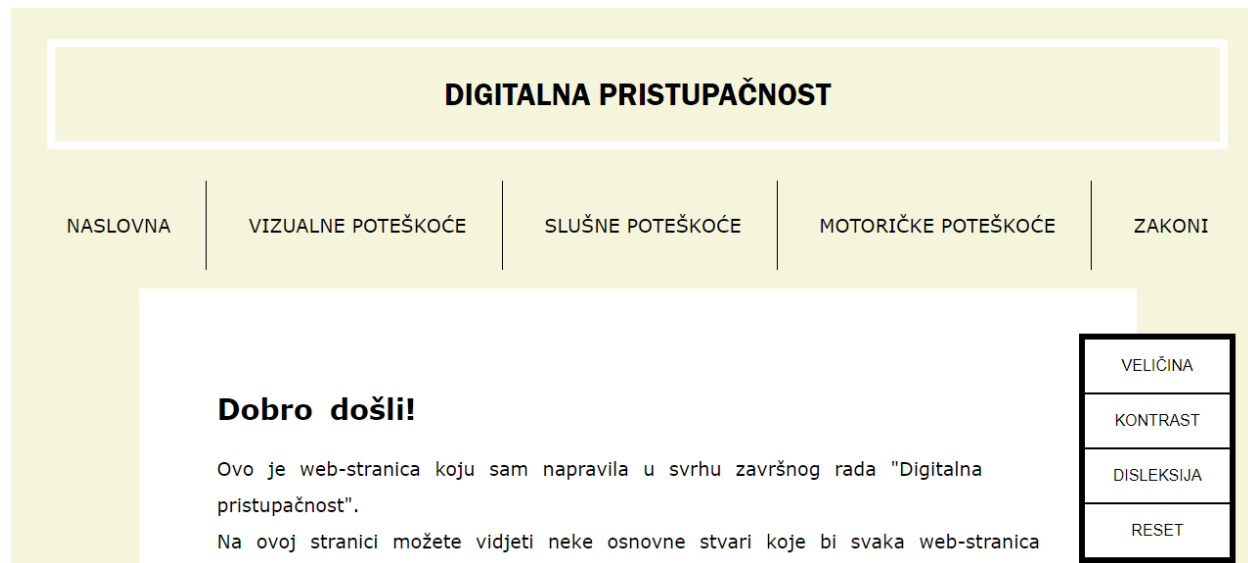 DIGITALNA PRISTUPAČNOST
NASLOVNA
VIZUALNE POTEŠKOĆE
SLUŠNE POTEŠKOĆE
MOTORIČKE POTEŠKOĆE
ZAKONI
Dobro došli!
Ovo je web-stranica koju sam napravila u svrhu završnog rada "Digitalna
pristupačnost".
Na ovoj stranici možete vidjeti neke osnovne stvari koje bi svaka web-stranica
VELIČINA
KONTRAST
DISLEKSIJA
RESET